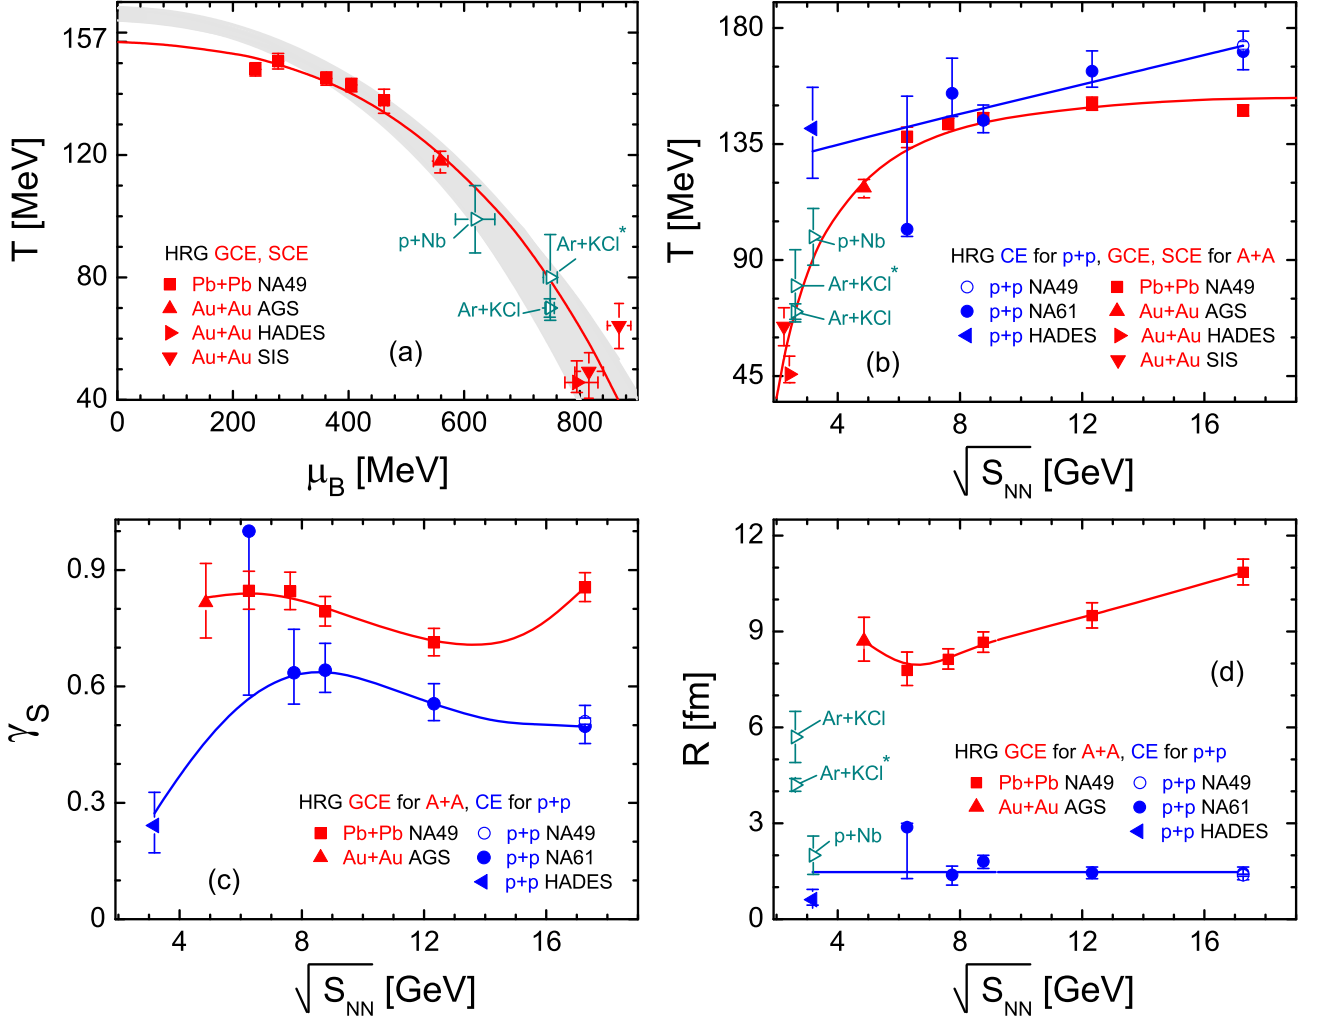 157
120
80
40
T [MeV]
0 200 400 600 800
μB [MeV]
p+Nb
Ar+KCl*
Ar+KCl
HRG GCE, SCE
Pb+Pb NA49
Au+Au AGS
Au+Au HADES
Au+Au SIS
(a)
180
135
90
45
T [MeV]
4 8 12 16
√SNN [GeV]
p+Nb
Ar+KCl*
Ar+KCl
HRG CE for p+p, GCE, SCE for A+A
p+p NA49 Pb+Pb NA49
p+p NA61 Au+Au AGS
p+p HADES Au+Au HADES
Au+Au SIS
(b)
0.9
0.6
0.3
0
γS
4 8 12 16
√SNN [GeV]
HRG GCE for A+A, CE for p+p
Pb+Pb NA49 p+p NA49
Au+Au AGS p+p NA61
p+p HADES
(c)
12
9
6
3
0
R [fm]
4 8 12 16
√SNN [GeV]
(d)
Ar+KCl
Ar+KCl*
p+Nb
HRG GCE for A+A, CE for p+p
Pb+Pb NA49 p+p NA49
Au+Au AGS p+p NA61
p+p HADES